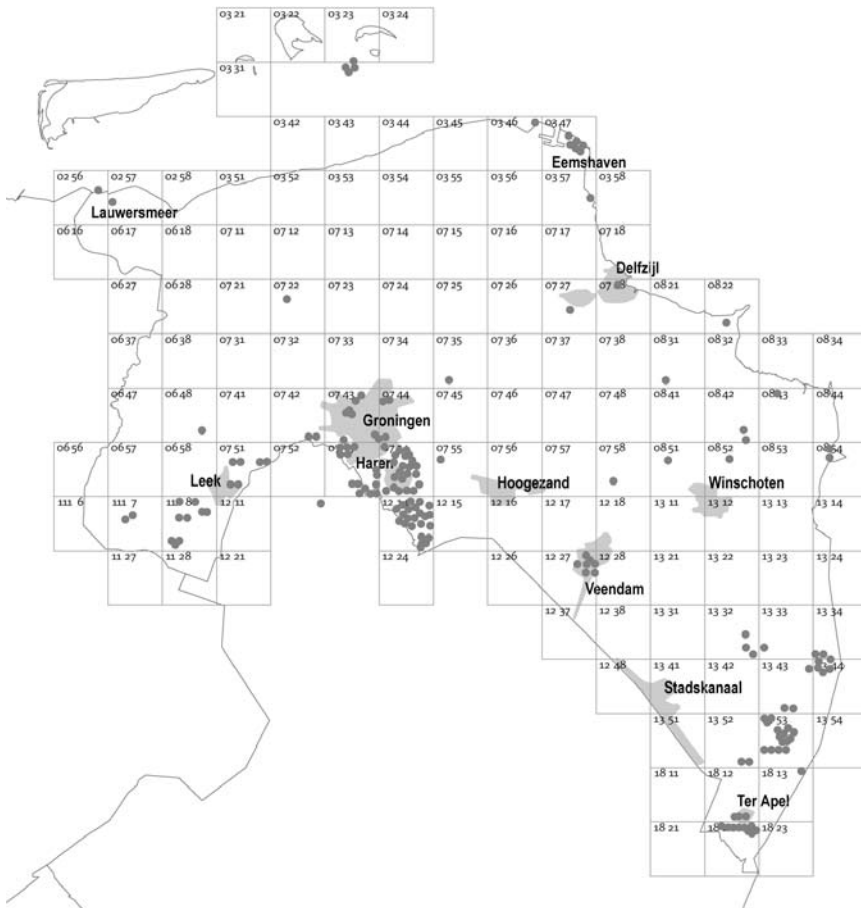 03 21 03 22 03 23 03 24
03 31
03 42 03 43 03 44 03 45 03 46 03 47
Eemshaven
02 56 02 57 02 58 03 51 03 52 03 53 03 54 03 55 03 56 03 57 03 58
Lauwersmeer
06 16 06 17 06 18 07 11 07 12 07 13 07 14 07 15 07 16 07 17 07 18
Delfzijl
06 27 06 28 07 21 07 22 07 23 07 24 07 25 07 26 07 27 08 21 08 22
06 37 06 38 07 31 07 32 07 33 07 34 07 35 07 36 07 37 07 38 08 31 08 32 08 33 08 34
06 47 06 48 07 41 07 42 07 43 07 44 07 45 07 46 07 47 07 48 08 41 08 42 08 43 08 44
Groningen
06 56 06 57 06 58 07 51 07 52 07 55 07 56 07 57 07 58 08 51 08 52 08 53 08 54
Haren
Leek Hoogezand Winschoten
111 6 111 7 12 11 12 15 12 16 12 17 12 18 13 11 13 12 13 13 13 14
11 27 11 28 12 21 12 24 12 26 12 27 12 28 13 21 13 22 13 23 13 24
Veendam
12 37 12 38 13 31 13 32 13 33 13 34
12 48 13 41 13 42 13 43 13 44
Stadskanaal
13 51 13 52 13 53 13 54
18 11 18 12 18 13
Ter Apel
18 21 18 23